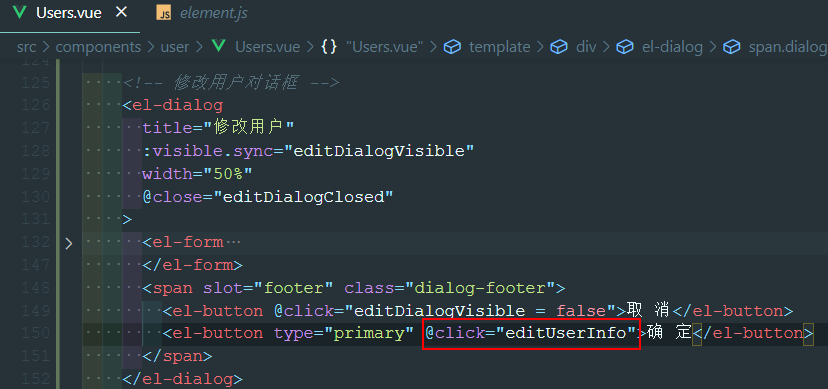 Users.vue × JS element.js
src > components > user > Users.vue > {} "Users.vue" > template > div > el-dialog > span.dialog
124
125 <!-- 修改用户对话框 -->
126 <el-dialog
127 title="修改用户"
128 :visible.sync="editDialogVisible"
129 width="50%"
130 @close="editDialogClosed"
131 >
132 <el-form…
147 </el-form>
148 <span slot="footer" class="dialog-footer">
149 <el-button @click="editDialogVisible = false">取 消</el-button>
150 <el-button type="primary" @click="editUserInfo">确 定</el-button>
151 </span>
152 </el-dialog>